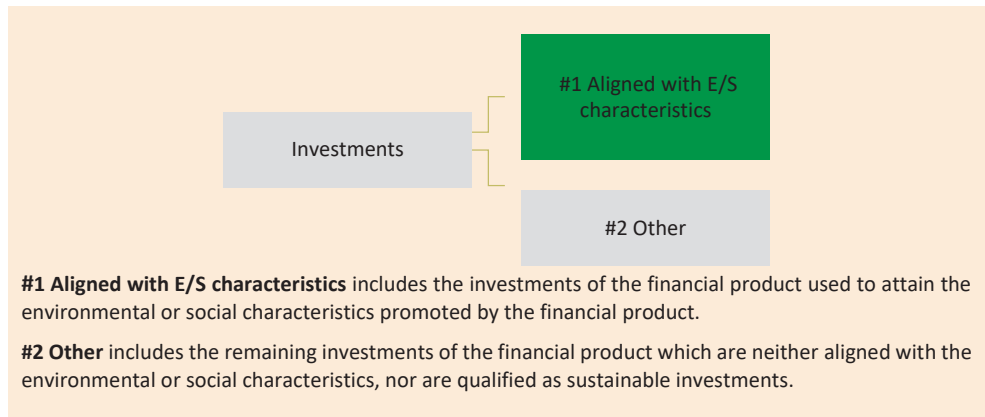 #1 Aligned with E/S
characteristics
Investments
#2 Other
#1 Aligned with E/S characteristics includes the investments of the financial product used to attain the
environmental or social characteristics promoted by the financial product.
#2 Other includes the remaining investments of the financial product which are neither aligned with the
environmental or social characteristics, nor are qualified as sustainable investments.